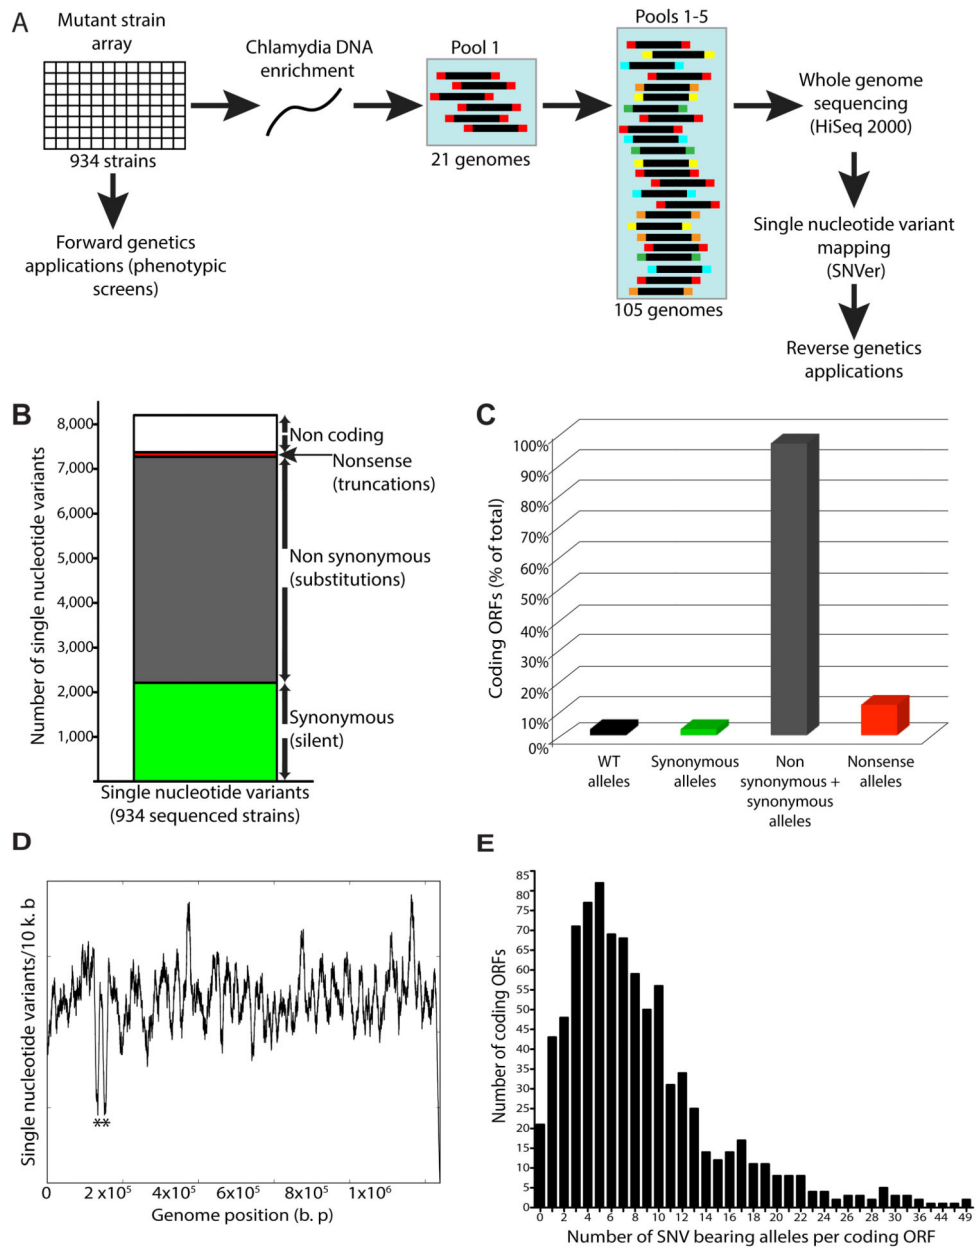 A
Mutant strain
array
934 strains
Forward genetics
applications (phenotypic
screens)
Chlamydia DNA
enrichment
Pool 1
21 genomes
Pools 1-5
105 genomes
Whole genome
sequencing
(HiSeq 2000)
Single nucleotide variant
mapping
(SNVer)
Reverse genetics
applications
B
Number of single nucleotide variants
8,000
7,000
6,000
5,000
4,000
3,000
2,000
1,000
Non coding
Nonsense
(truncations)
Non synonymous
(substitutions)
Synonymous
(silent)
Single nucleotide variants
(934 sequenced strains)
C
Coding ORFs (% of total)
100%
90%
80%
70%
60%
50%
40%
30%
20%
10%
0%
WT
alleles
Synonymous
alleles
Non
synonymous +
synonymous
alleles
Nonsense
alleles
D
Single nucleotide variants/10 k. b
**
0 2 x10⁵ 4x10⁵ 6x10⁵ 8x10⁵ 1x10⁶
Genome position (b. p)
E
Number of coding ORFs
85
80
75
70
65
60
55
50
45
40
35
30
25
20
15
10
5
0
0 2 4 6 8 10 12 14 16 18 20 22 24 26 28 30 36 44 49
Number of SNV bearing alleles per coding ORF